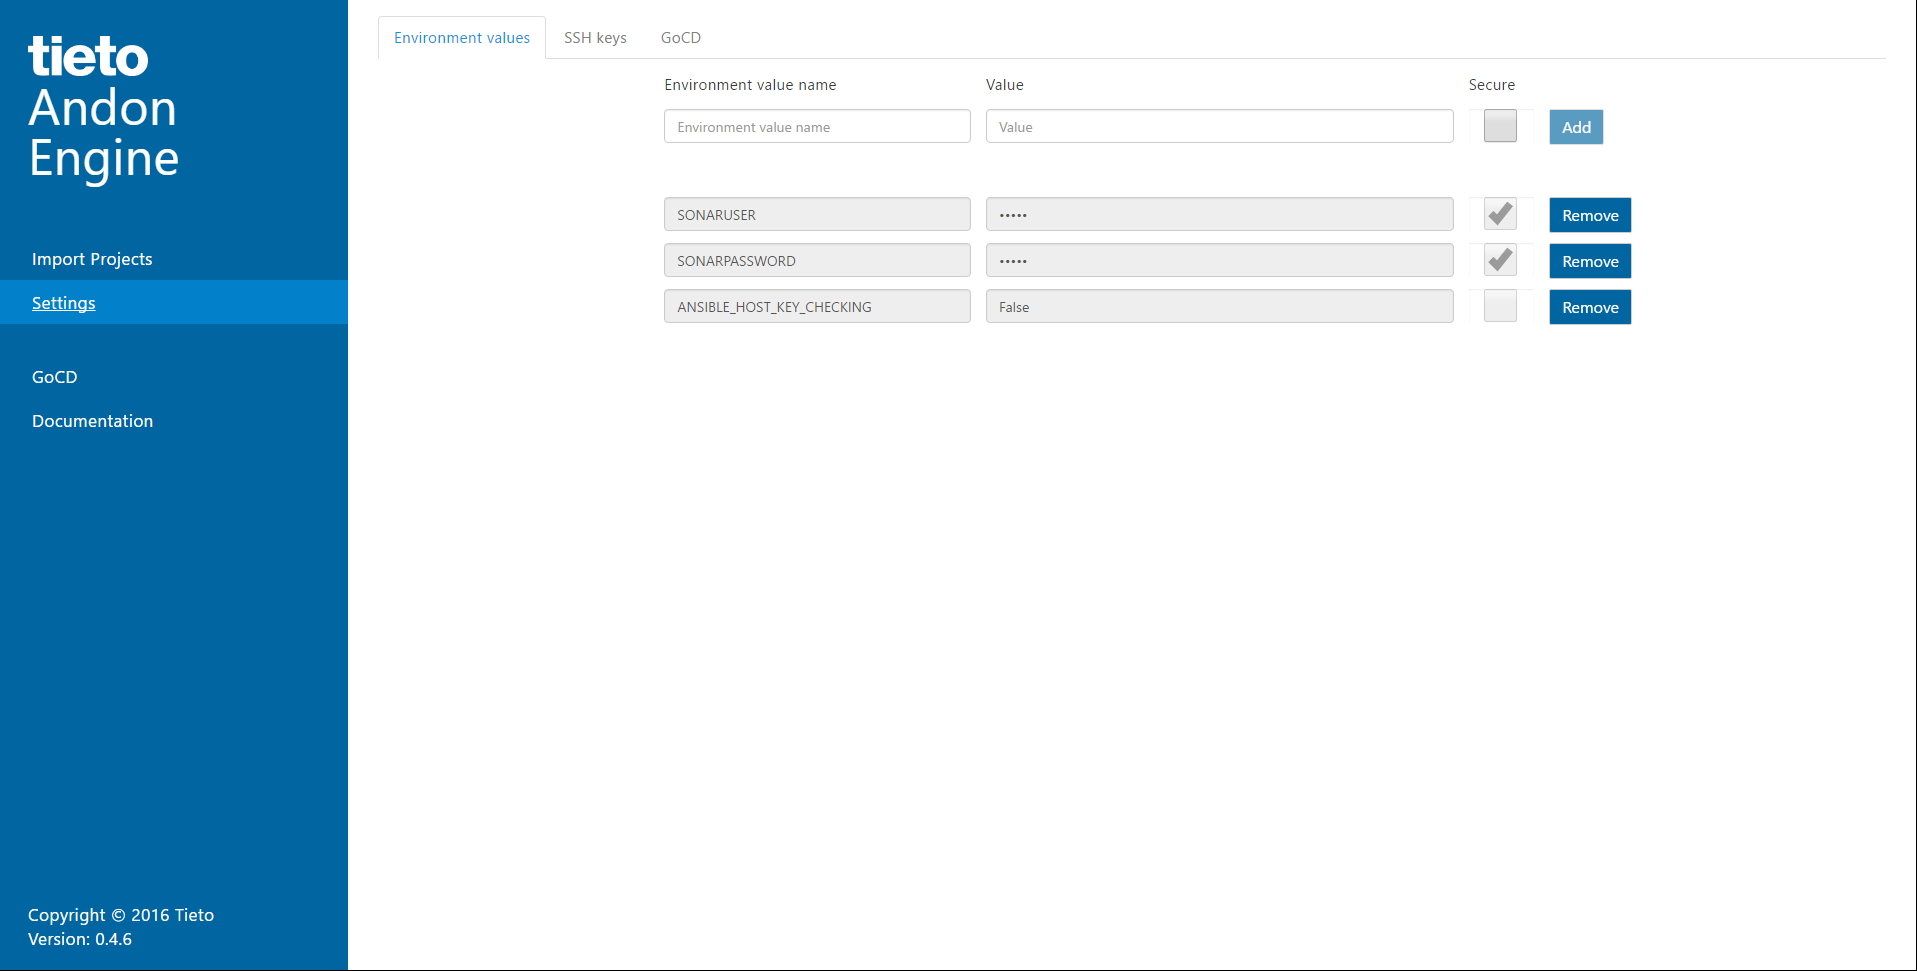 tieto
Andon
Engine
Import Projects
Settings
GoCD
Documentation
Copyright © 2016 Tieto
Version: 0.4.6
Environment values SSH keys GoCD
Environment value name Value Secure
Environment value name Value Add
SONARUSER ••••• Remove
SONARPASSWORD ••••• Remove
ANSIBLE_HOST_KEY_CHECKING False Remove